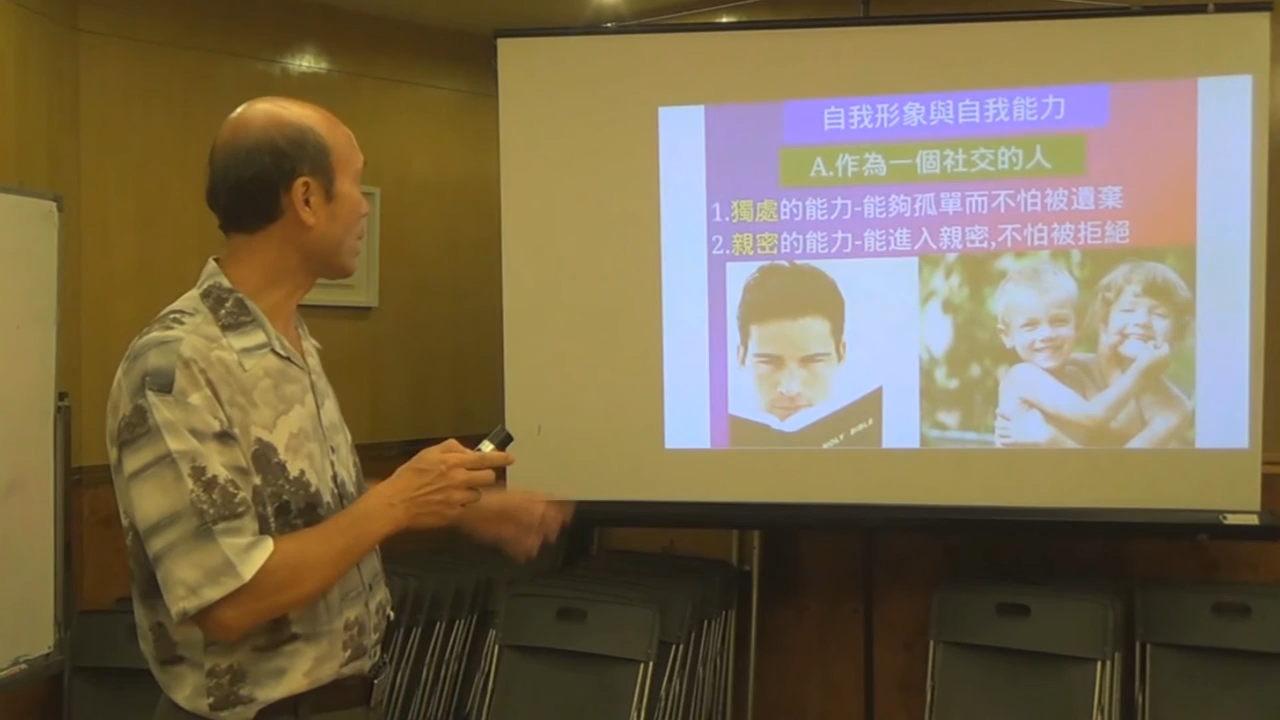 自我形象與自我能力
A.作為一個社交的人
1.獨處的能力-能夠孤單而不怕被遺棄
2.親密的能力-能進入親密,不怕被拒絕
HOLY BIBLE